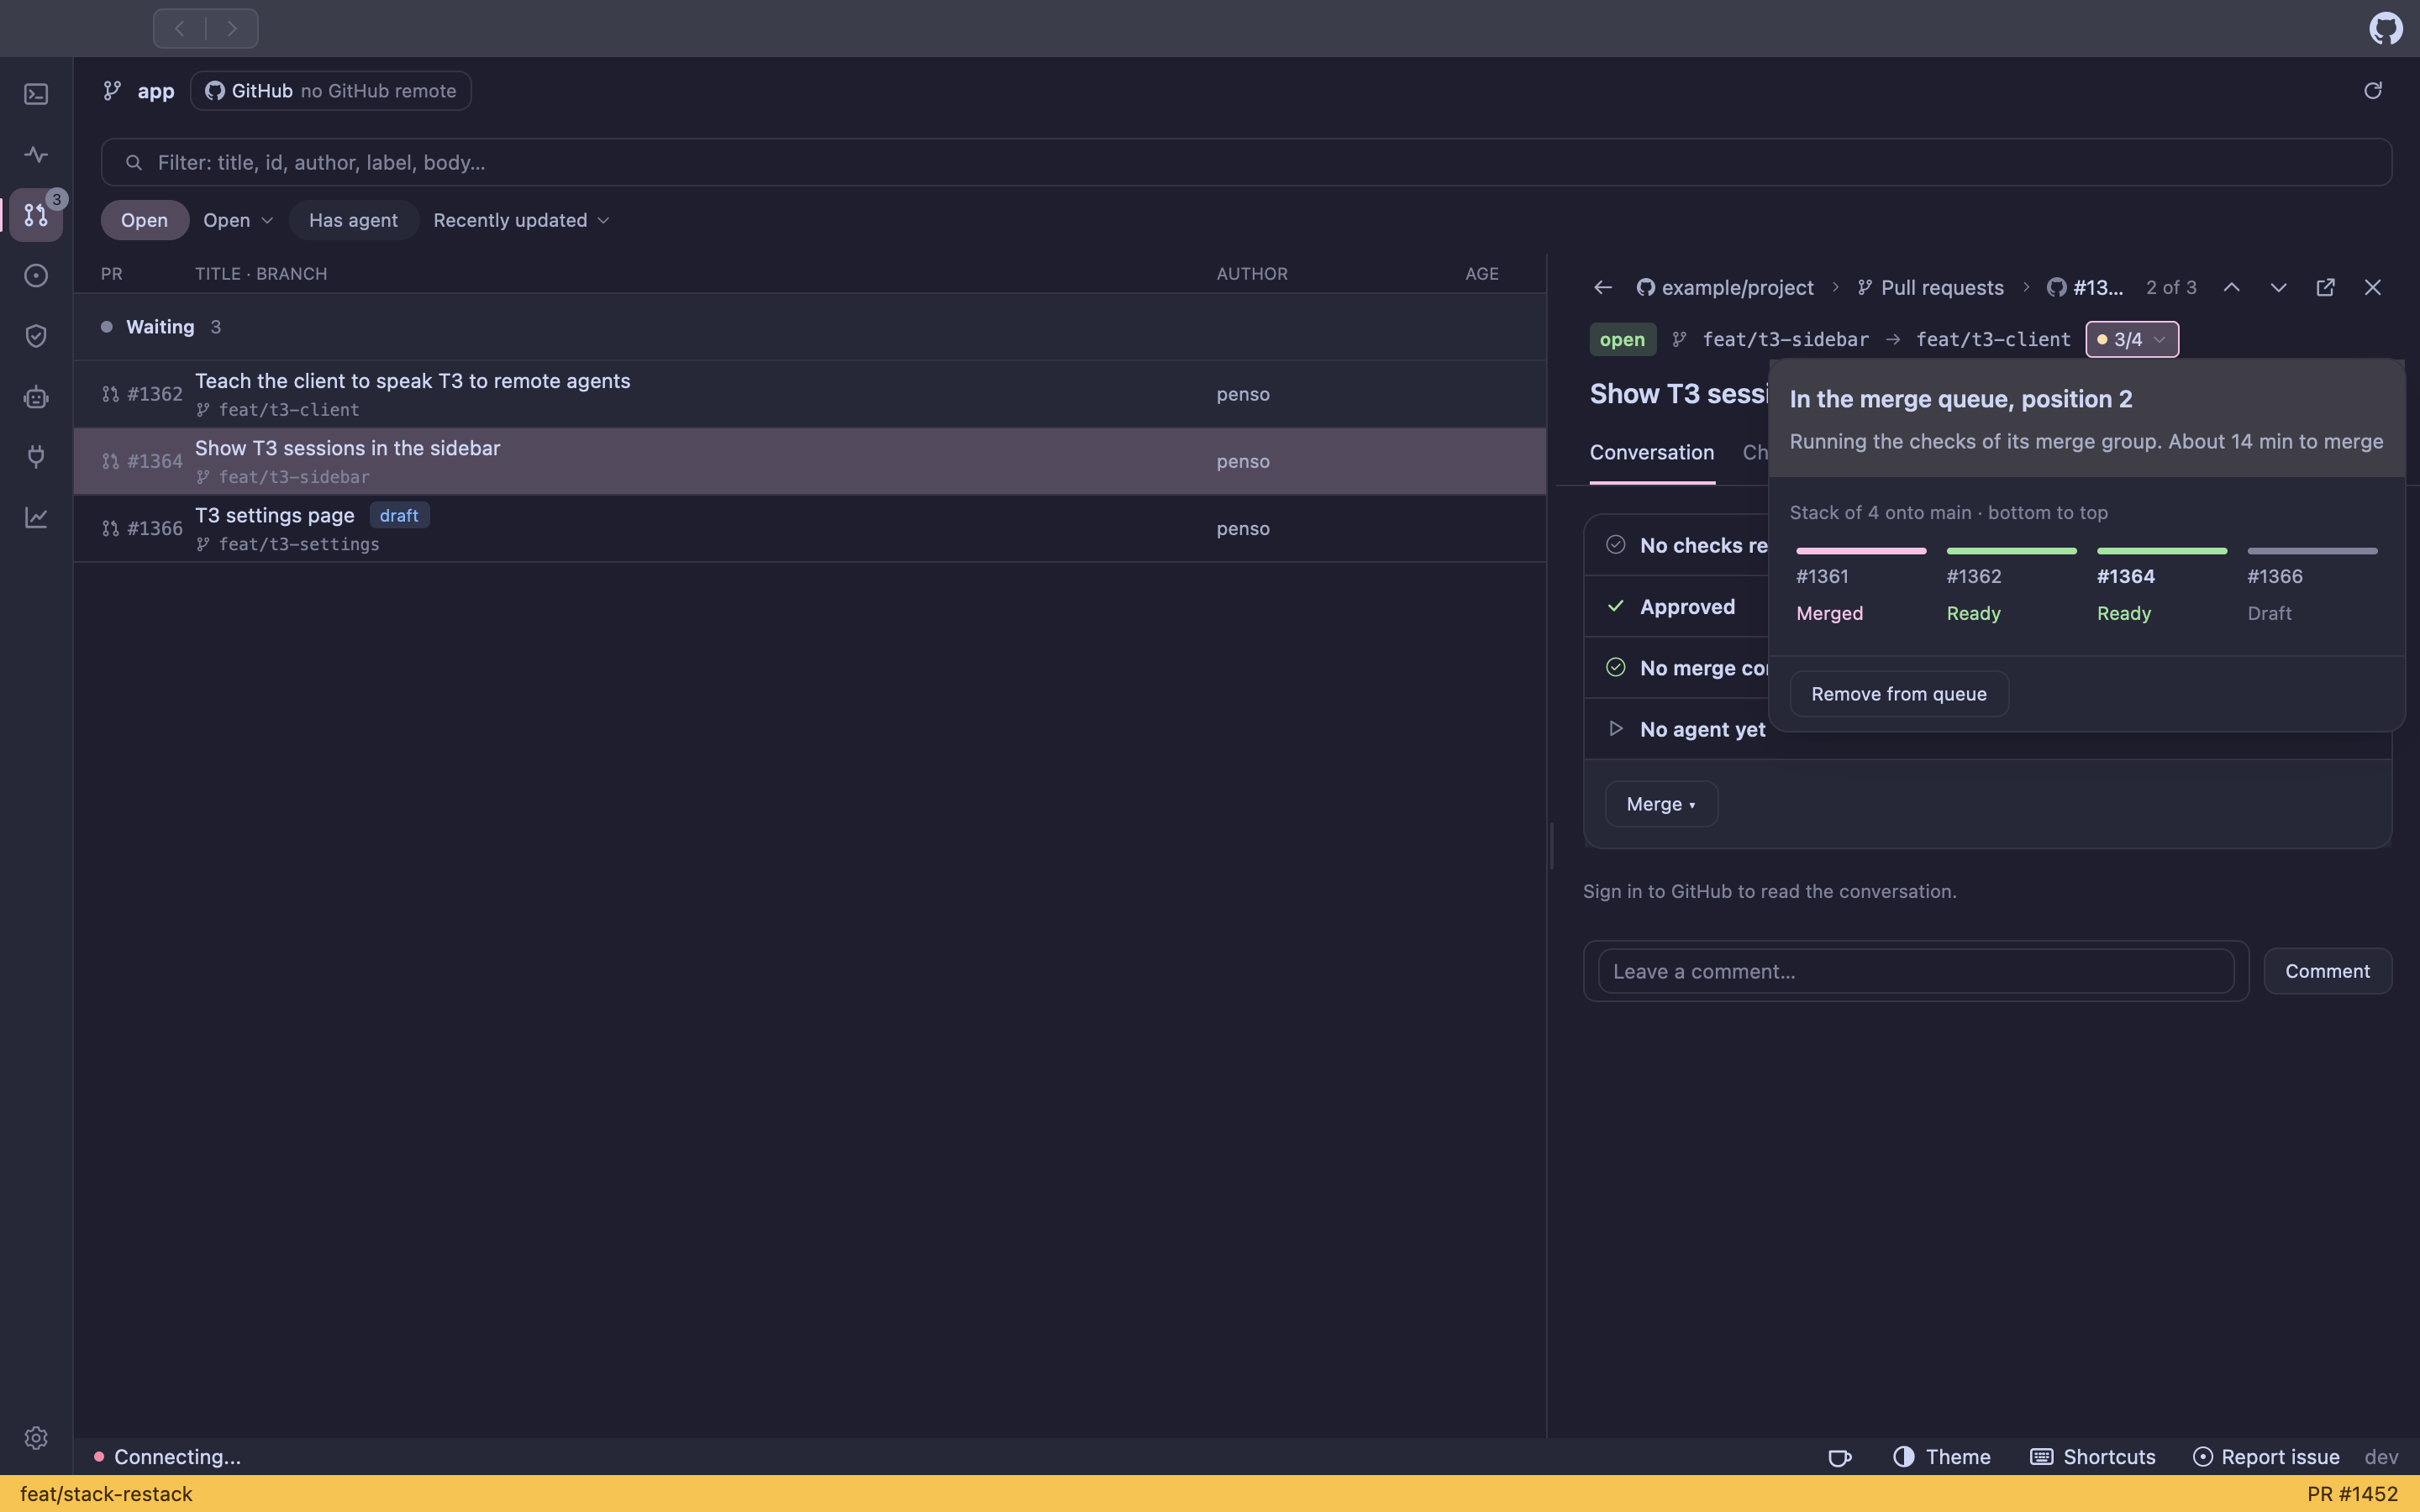 app GitHub no GitHub remote
Filter: title, id, author, label, body...
3
Open Open Has agent Recently updated
PR TITLE · BRANCH AUTHOR AGE
Waiting 3
#1362 Teach the client to speak T3 to remote agents penso
feat/t3-client
#1364 Show T3 sessions in the sidebar penso
feat/t3-sidebar
#1366 T3 settings page draft penso
feat/t3-settings
example/project Pull requests #13... 2 of 3
open feat/t3-sidebar → feat/t3-client 3/4
Show T3 sessi
Conversation Ch
In the merge queue, position 2
Running the checks of its merge group. About 14 min to merge
Stack of 4 onto main · bottom to top
#1361 #1362 #1364 #1366
Merged Ready Ready Draft
Remove from queue
No checks re
Approved
No merge co
No agent yet
Merge
Sign in to GitHub to read the conversation.
Leave a comment... Comment
Connecting... Theme Shortcuts Report issue dev
feat/stack-restack PR #1452